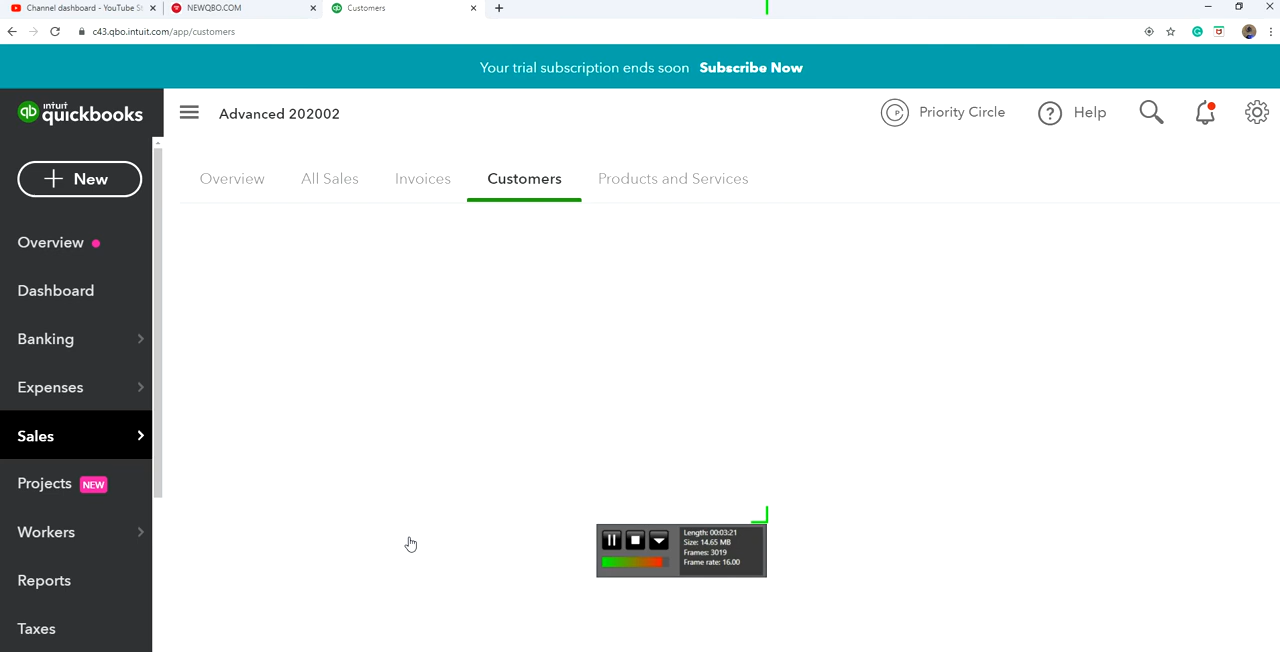 Channel dashboard - YouTube St
NEWQBO.COM
Customers
c43.qbo.intuit.com/app/customers
Your trial subscription ends soon Subscribe Now
intuit quickbooks
Advanced 202002
Priority Circle
Help
New
Overview All Sales Invoices Customers Products and Services
Overview
Dashboard
Banking
Expenses
Sales
Projects NEW
Workers
Reports
Taxes
Length: 00:03:21
Size: 14.65 MB
Frames: 3019
Frame rate: 16.00